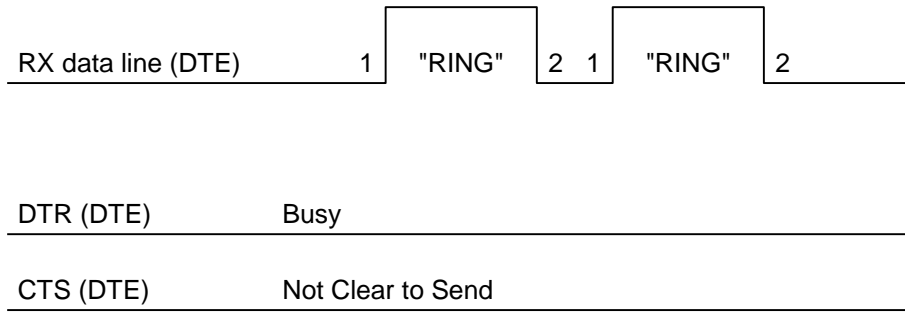 RX data line (DTE) 1 "RING" 2 1 "RING" 2
DTR (DTE) Busy
CTS (DTE) Not Clear to Send